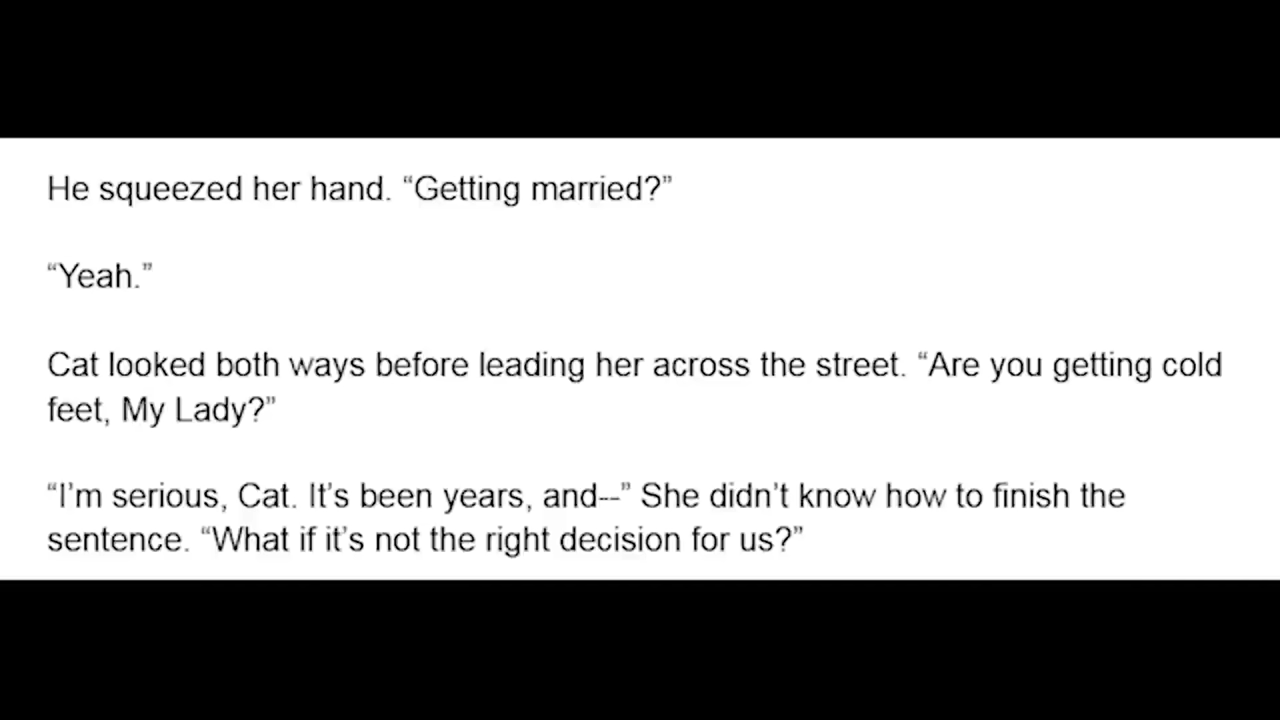 He squeezed her hand. “Getting married?”
“Yeah.”
Cat looked both ways before leading her across the street. “Are you getting cold
feet, My Lady?”
“I’m serious, Cat. It’s been years, and--” She didn’t know how to finish the
sentence. “What if it’s not the right decision for us?”